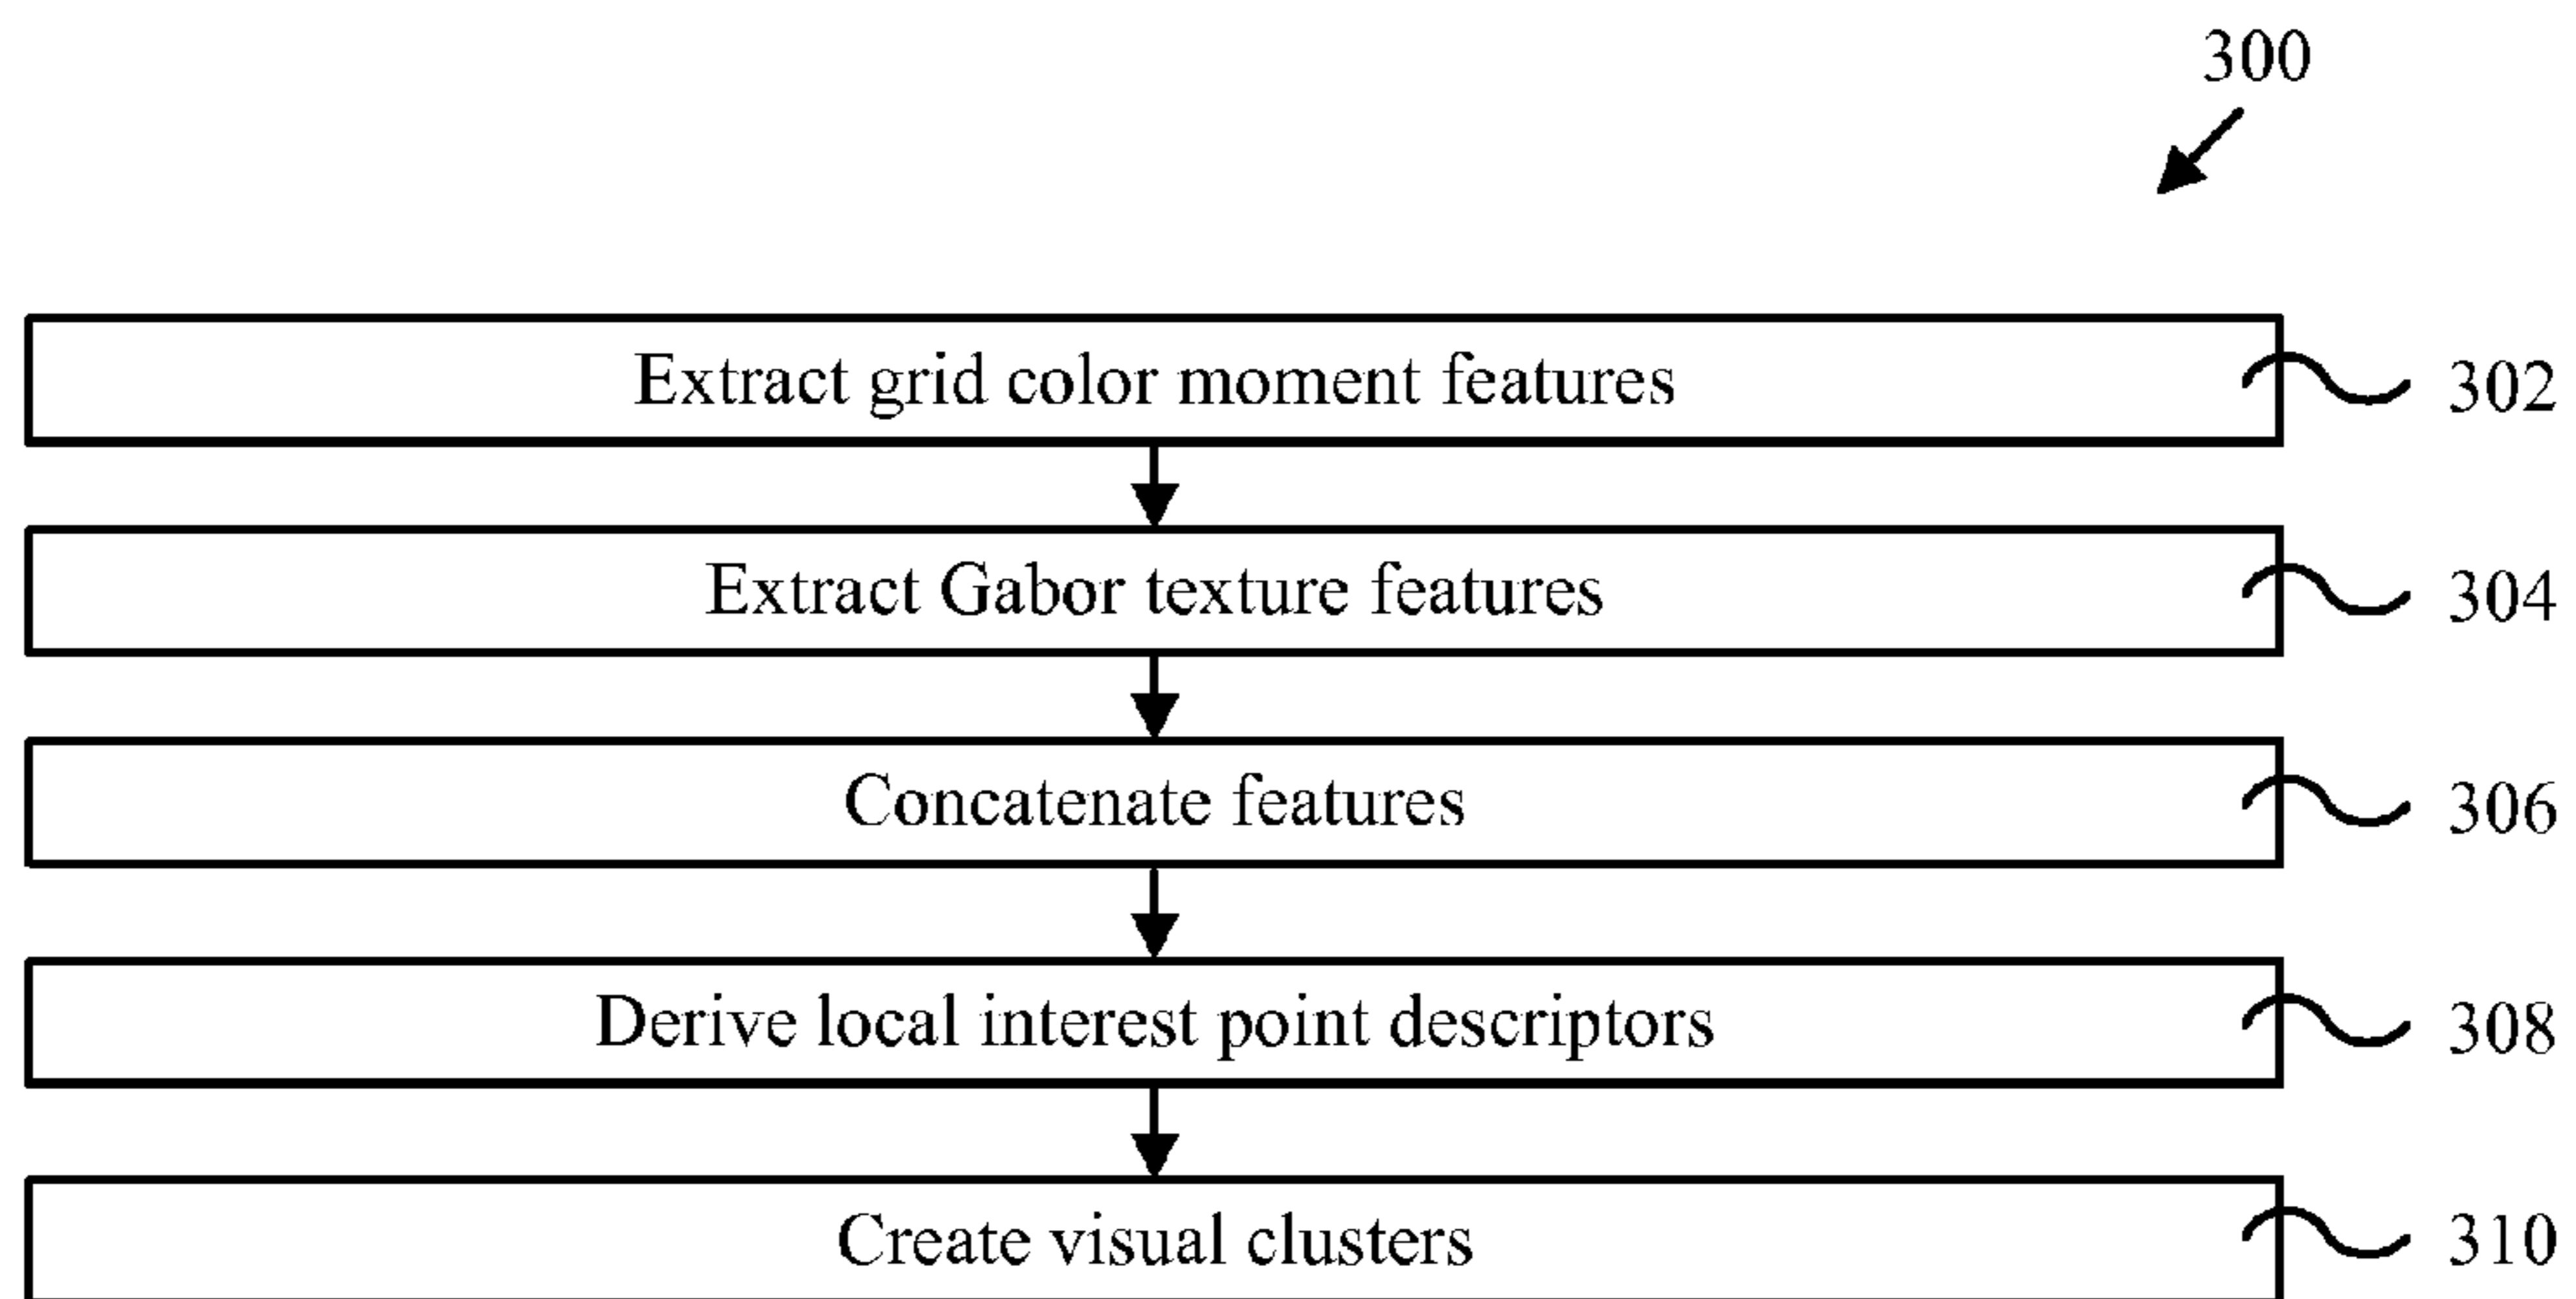 300
Extract grid color moment features
302
Extract Gabor texture features
304
Concatenate features
306
Derive local interest point descriptors
308
Create visual clusters
310